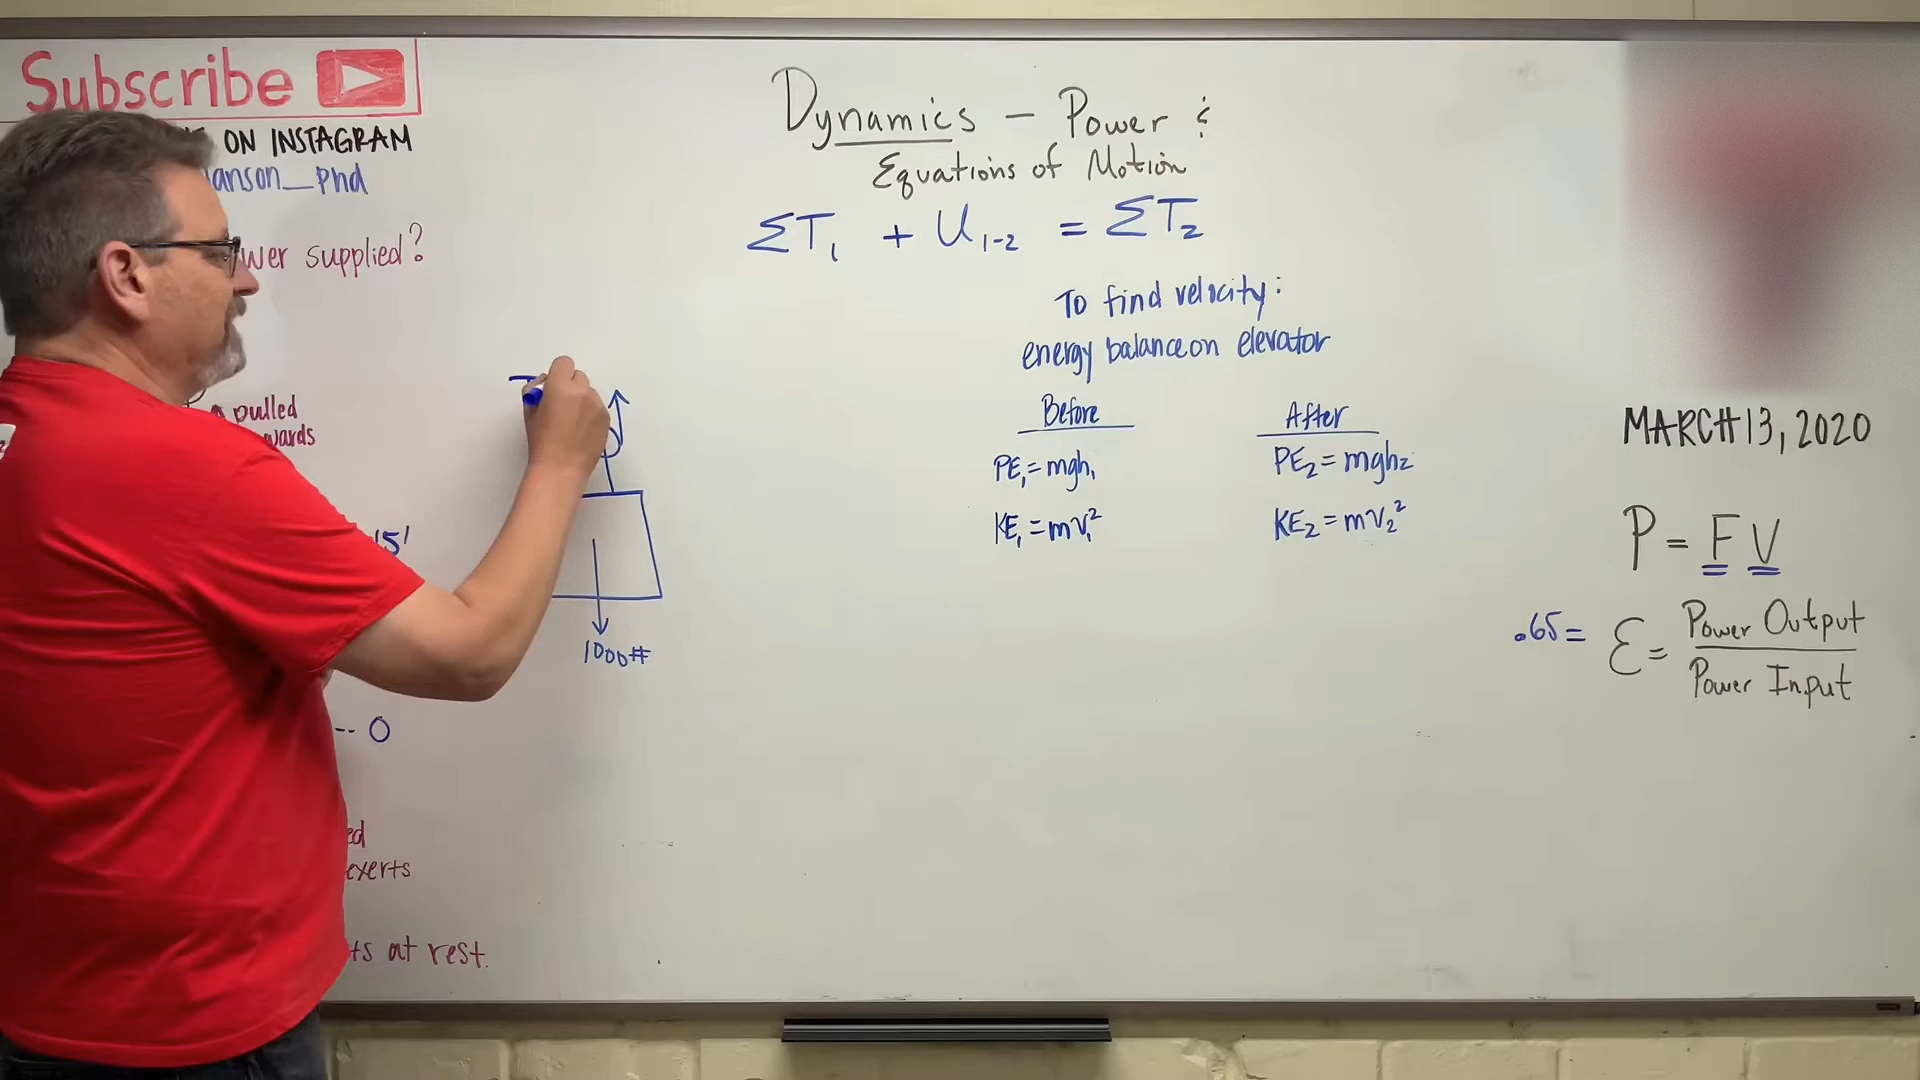 Subscribe
ON INSTAGRAM
anson_phd
wer supplied?
pulled
wards
15'
1000#
-- 0
ed
exerts
ts at rest.
Dynamics - Power &
Equations of Motion
ΣT₁ + U₁₋₂ = ΣT₂
To find velocity:
energy balance on elevator
Before
PE₁ = mgh₁
KE₁ = mv₁²
After
PE₂ = mgh₂
KE₂ = mv₂²
MARCH 13, 2020
P = F V
.65 = ε = Power Output
Power Input